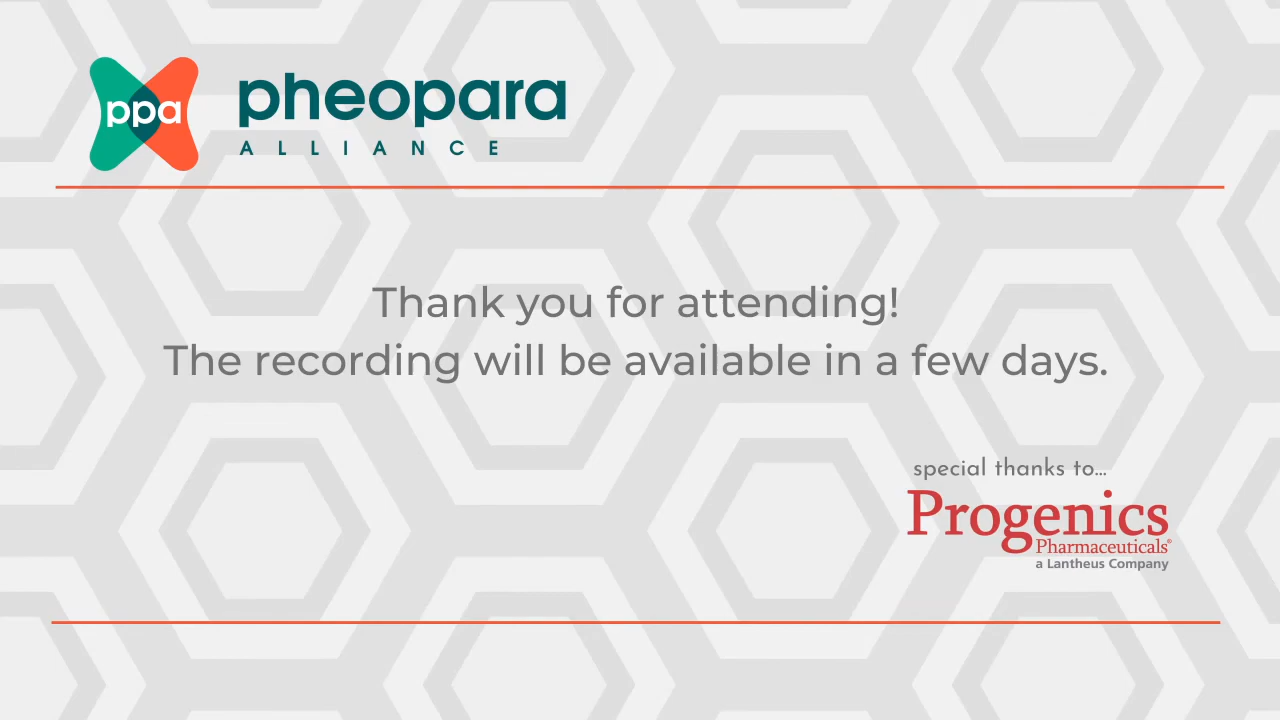 ppa
pheopara
ALLIANCE
Thank you for attending!
The recording will be available in a few days.
special thanks to...
Progenics
Pharmaceuticals®
a Lantheus Company